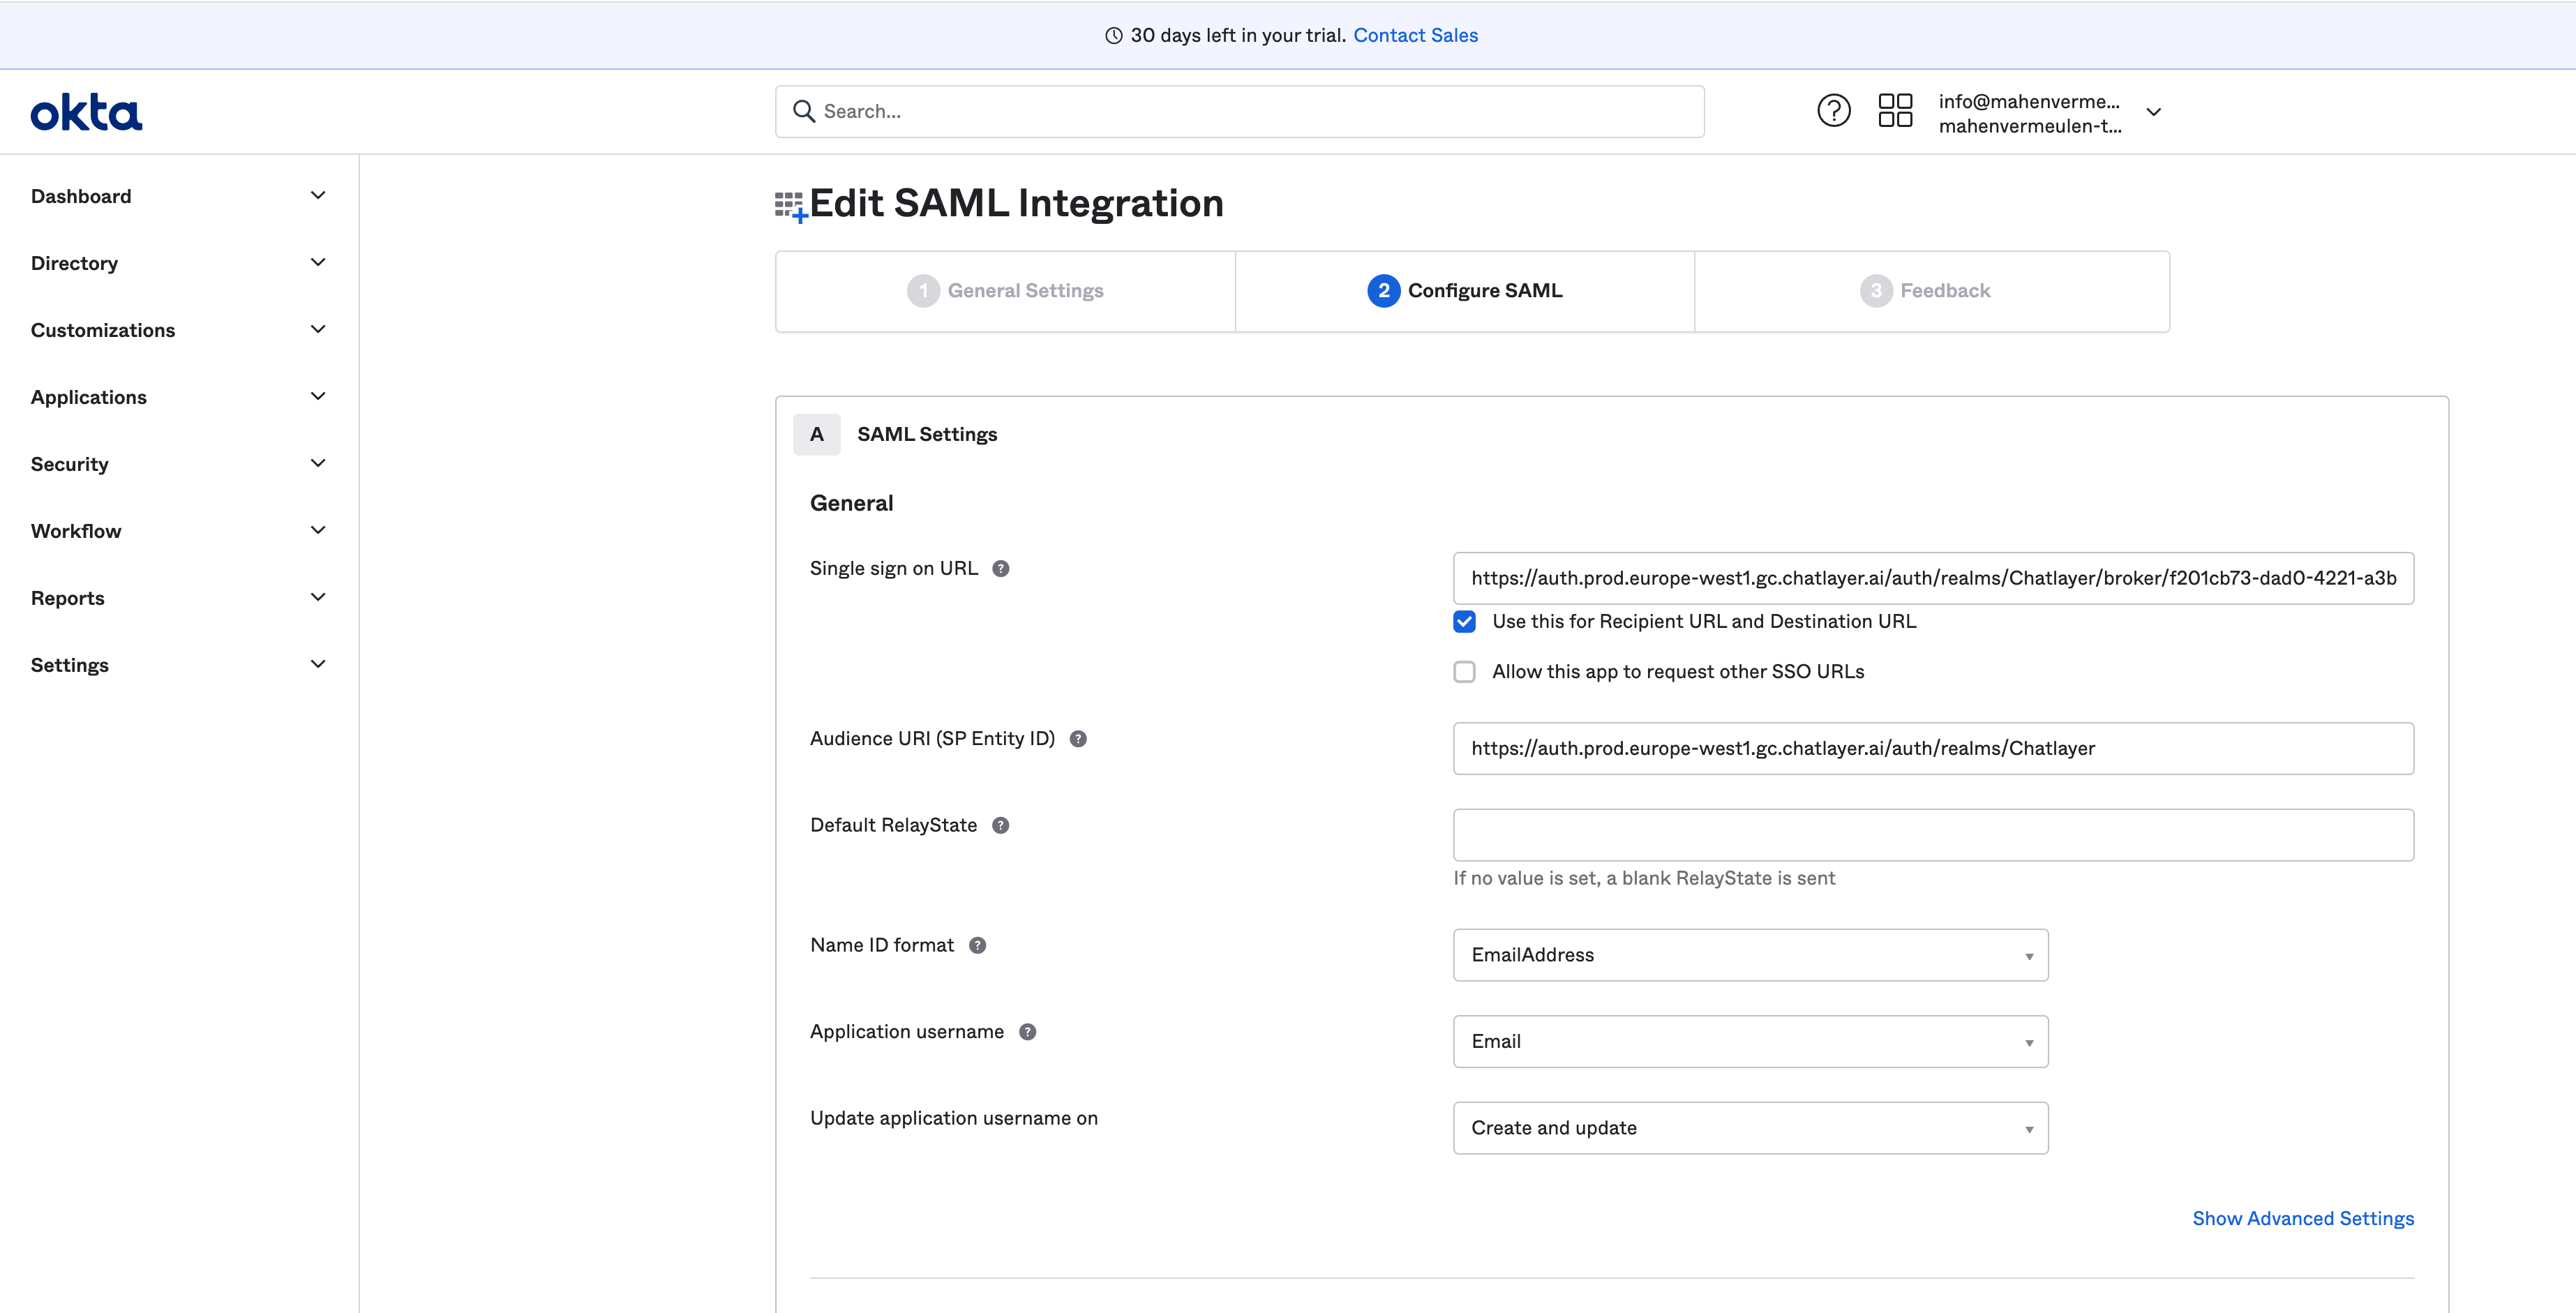 30 days left in your trial. Contact Sales
okta
Search...
info@mahenverme...
mahenvermeulen-t...
Dashboard
Directory
Customizations
Applications
Security
Workflow
Reports
Settings
Edit SAML Integration
1 General Settings
2 Configure SAML
3 Feedback
A SAML Settings
General
Single sign on URL ?
https://auth.prod.europe-west1.gc.chatlayer.ai/auth/realms/Chatlayer/broker/f201cb73-dad0-4221-a3b
Use this for Recipient URL and Destination URL
Allow this app to request other SSO URLs
Audience URI (SP Entity ID) ?
https://auth.prod.europe-west1.gc.chatlayer.ai/auth/realms/Chatlayer
Default RelayState ?
If no value is set, a blank RelayState is sent
Name ID format ?
EmailAddress
Application username ?
Email
Update application username on
Create and update
Show Advanced Settings